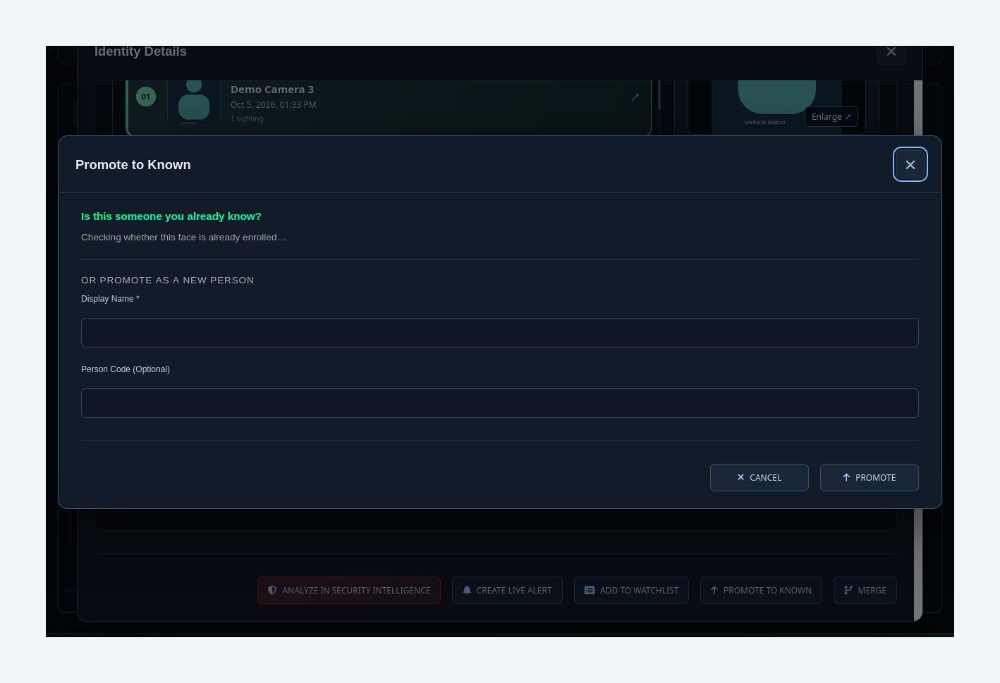 Identity Details
01
Demo Camera 3
Oct 5, 2026, 01:33 PM
1 sighting
Enlarge
SYNTHETIC DEMO 03
Promote to Known
Is this someone you already know?
Checking whether this face is already enrolled…
OR PROMOTE AS A NEW PERSON
Display Name *
Person Code (Optional)
CANCEL
PROMOTE
ANALYZE IN SECURITY INTELLIGENCE
CREATE LIVE ALERT
ADD TO WATCHLIST
PROMOTE TO KNOWN
MERGE